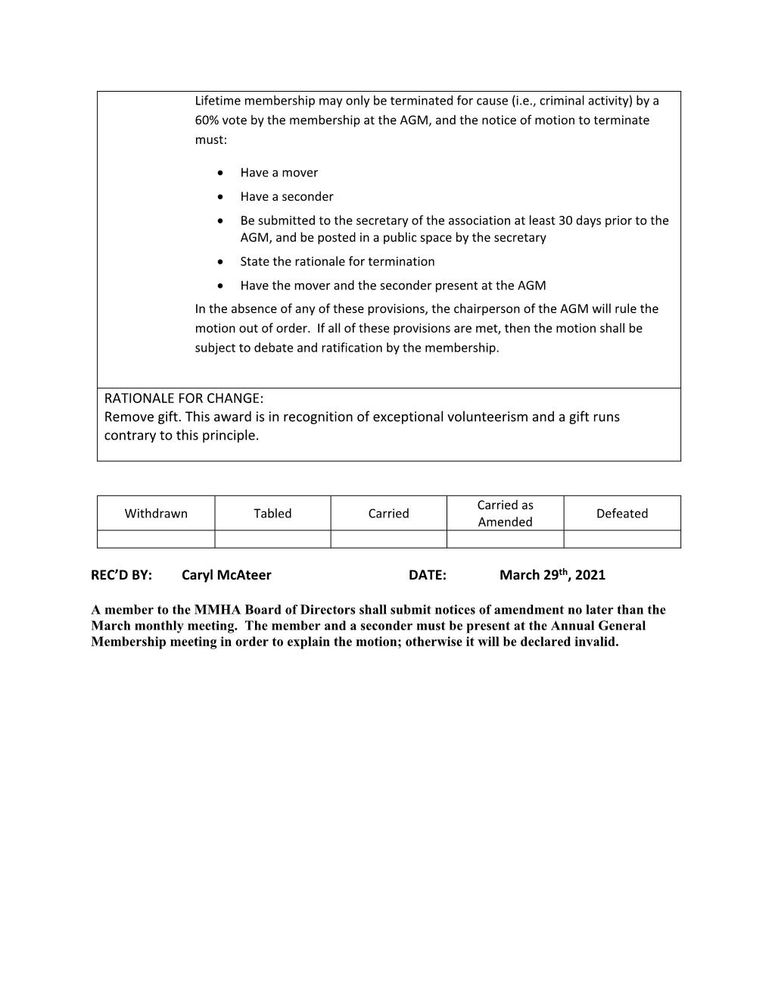 Lifetime membership may only be terminated for cause (i.e., criminal activity) by a
60% vote by the membership at the AGM, and the notice of motion to terminate
must:
• Have a mover
• Have a seconder
• Be submitted to the secretary of the association at least 30 days prior to the
AGM, and be posted in a public space by the secretary
• State the rationale for termination
• Have the mover and the seconder present at the AGM
In the absence of any of these provisions, the chairperson of the AGM will rule the
motion out of order.  If all of these provisions are met, then the motion shall be
subject to debate and ratification by the membership.
RATIONALE FOR CHANGE:
Remove gift. This award is in recognition of exceptional volunteerism and a gift runs
contrary to this principle.
Withdrawn Tabled Carried Carried as Amended Defeated
REC’D BY: Caryl McAteer DATE: March 29th, 2021
A member to the MMHA Board of Directors shall submit notices of amendment no later than the
March monthly meeting.  The member and a seconder must be present at the Annual General
Membership meeting in order to explain the motion; otherwise it will be declared invalid.